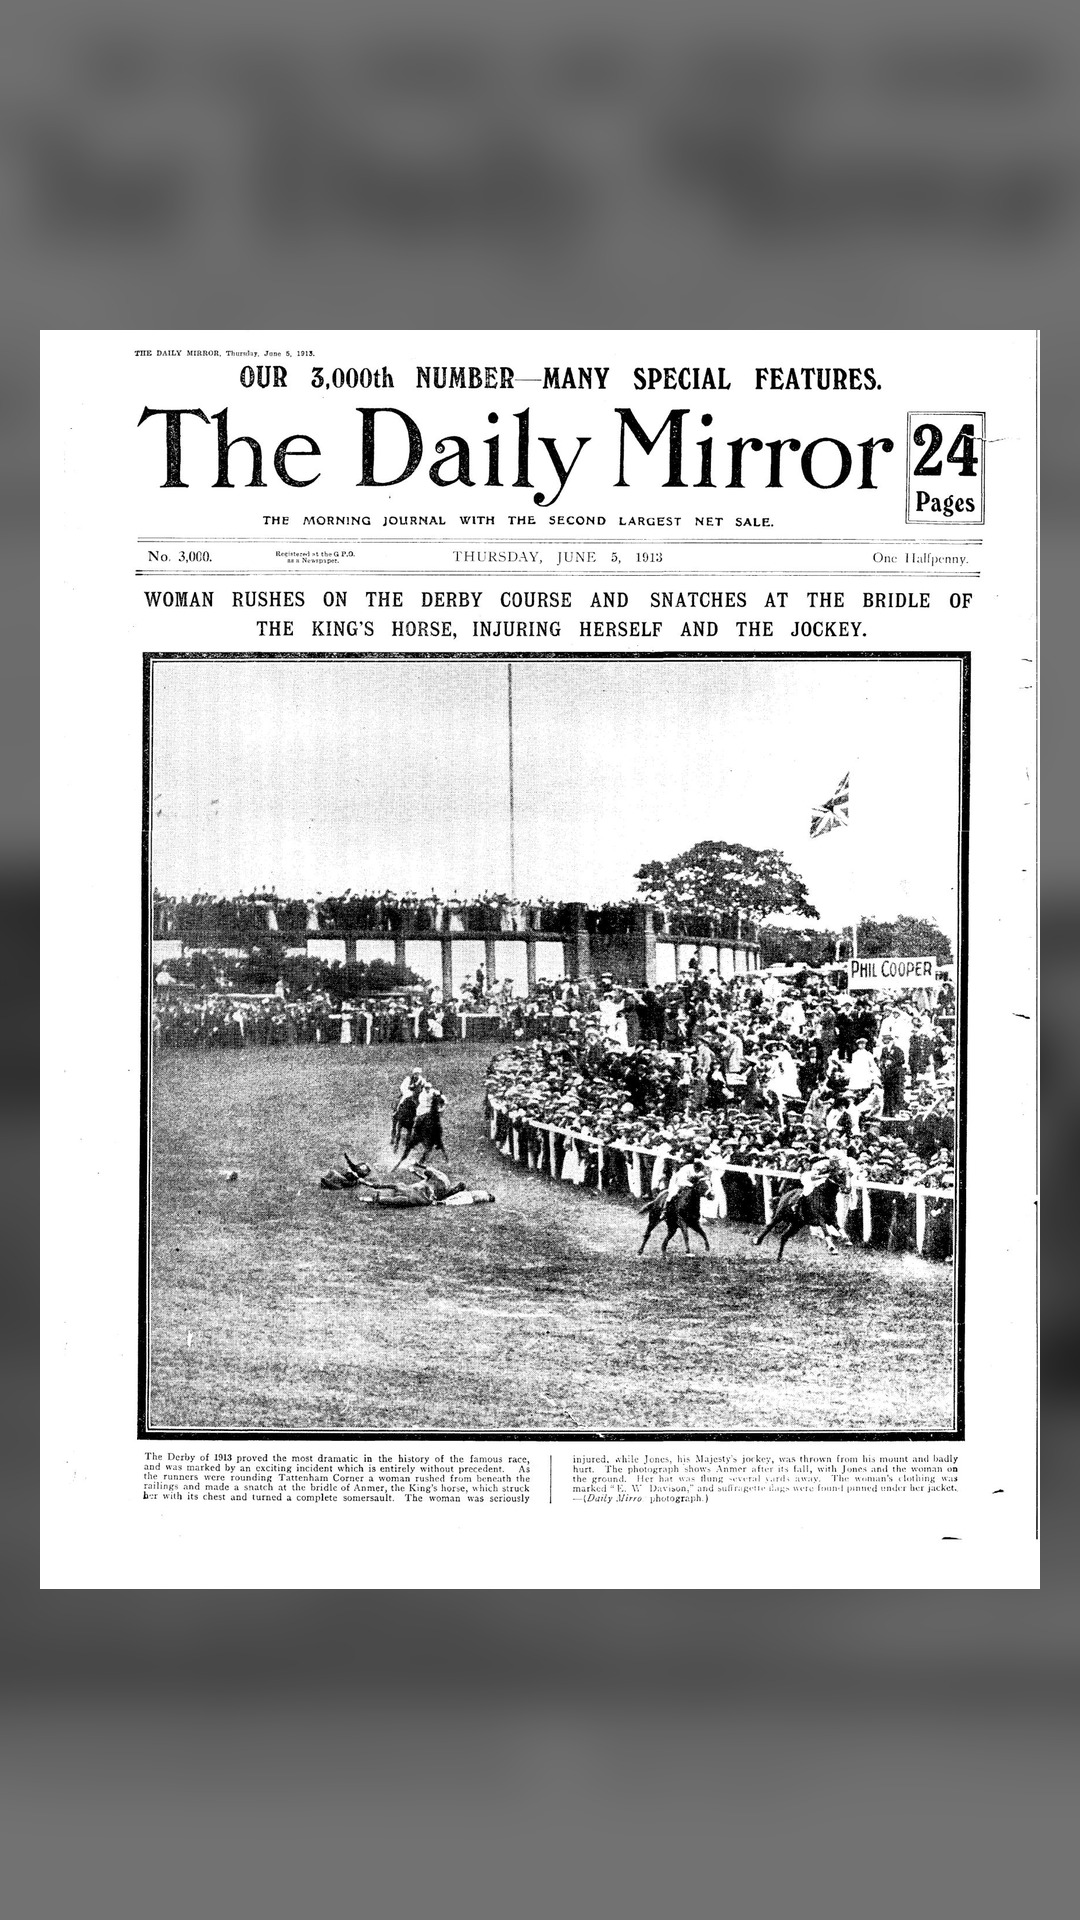 THE DAILY MIRROR, Thursday, June 5, 1913.
OUR 3,000th NUMBER—MANY SPECIAL FEATURES.
The Daily Mirror
24
Pages
THE MORNING JOURNAL WITH THE SECOND LARGEST NET SALE.
No. 3,000.
Registered at the G.P.O.
as a Newspaper.
THURSDAY, JUNE 5, 1913
One Halfpenny.
WOMAN RUSHES ON THE DERBY COURSE AND SNATCHES AT THE BRIDLE OF
THE KING'S HORSE, INJURING HERSELF AND THE JOCKEY.
PHIL COOPER
The Derby of 1913 proved the most dramatic in the history of the famous race,
and was marked by an exciting incident which is entirely without precedent. As
the runners were rounding Tattenham Corner a woman rushed from beneath the
railings and made a snatch at the bridle of Anmer, the King's horse, which struck
her with its chest and turned a complete somersault. The woman was seriously
injured, while Jones, his Majesty's jockey, was thrown from his mount and badly
hurt. The photograph shows Anmer after its fall, with Jones and the woman on
the ground. Her hat was flung several yards away. The woman's clothing was
marked "E. W. Davison," and suffragette flags were found pinned under her jacket.
—(Daily Mirror photograph.)